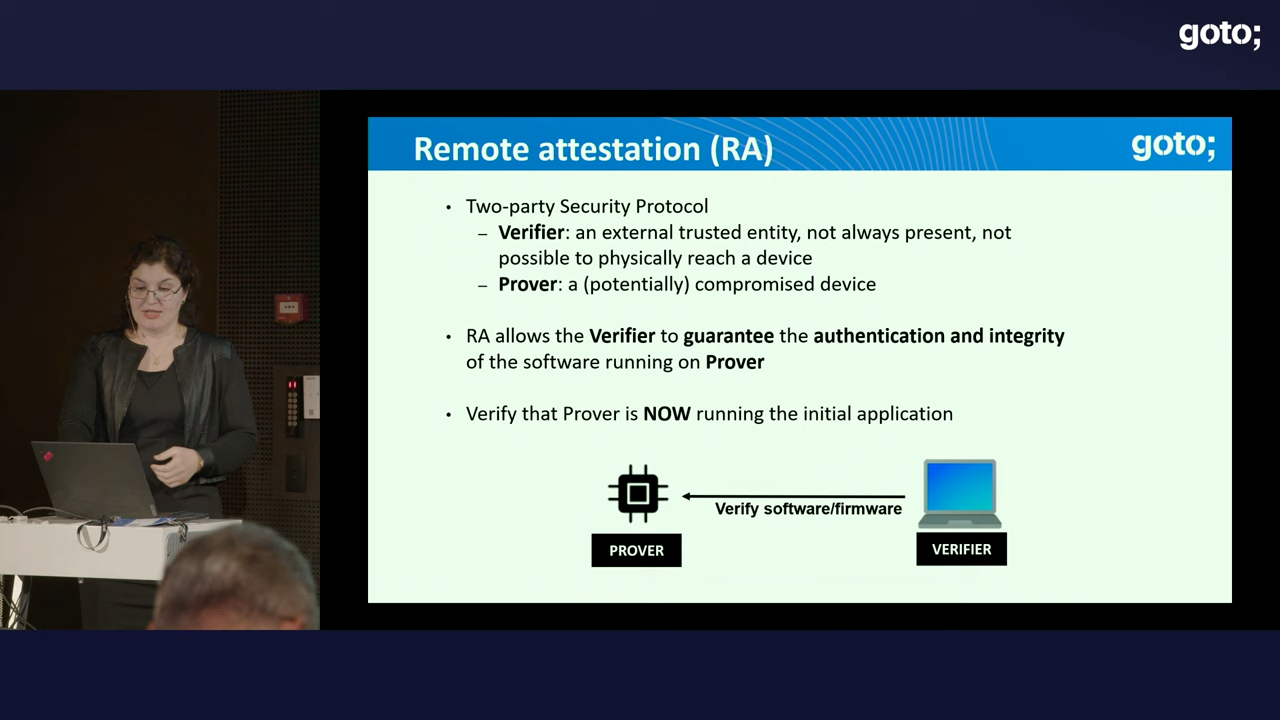 goto;
Remote attestation (RA)
goto;
• Two-party Security Protocol
– Verifier: an external trusted entity, not always present, not
possible to physically reach a device
– Prover: a (potentially) compromised device
• RA allows the Verifier to guarantee the authentication and integrity
of the software running on Prover
• Verify that Prover is NOW running the initial application
Verify software/firmware
PROVER
VERIFIER